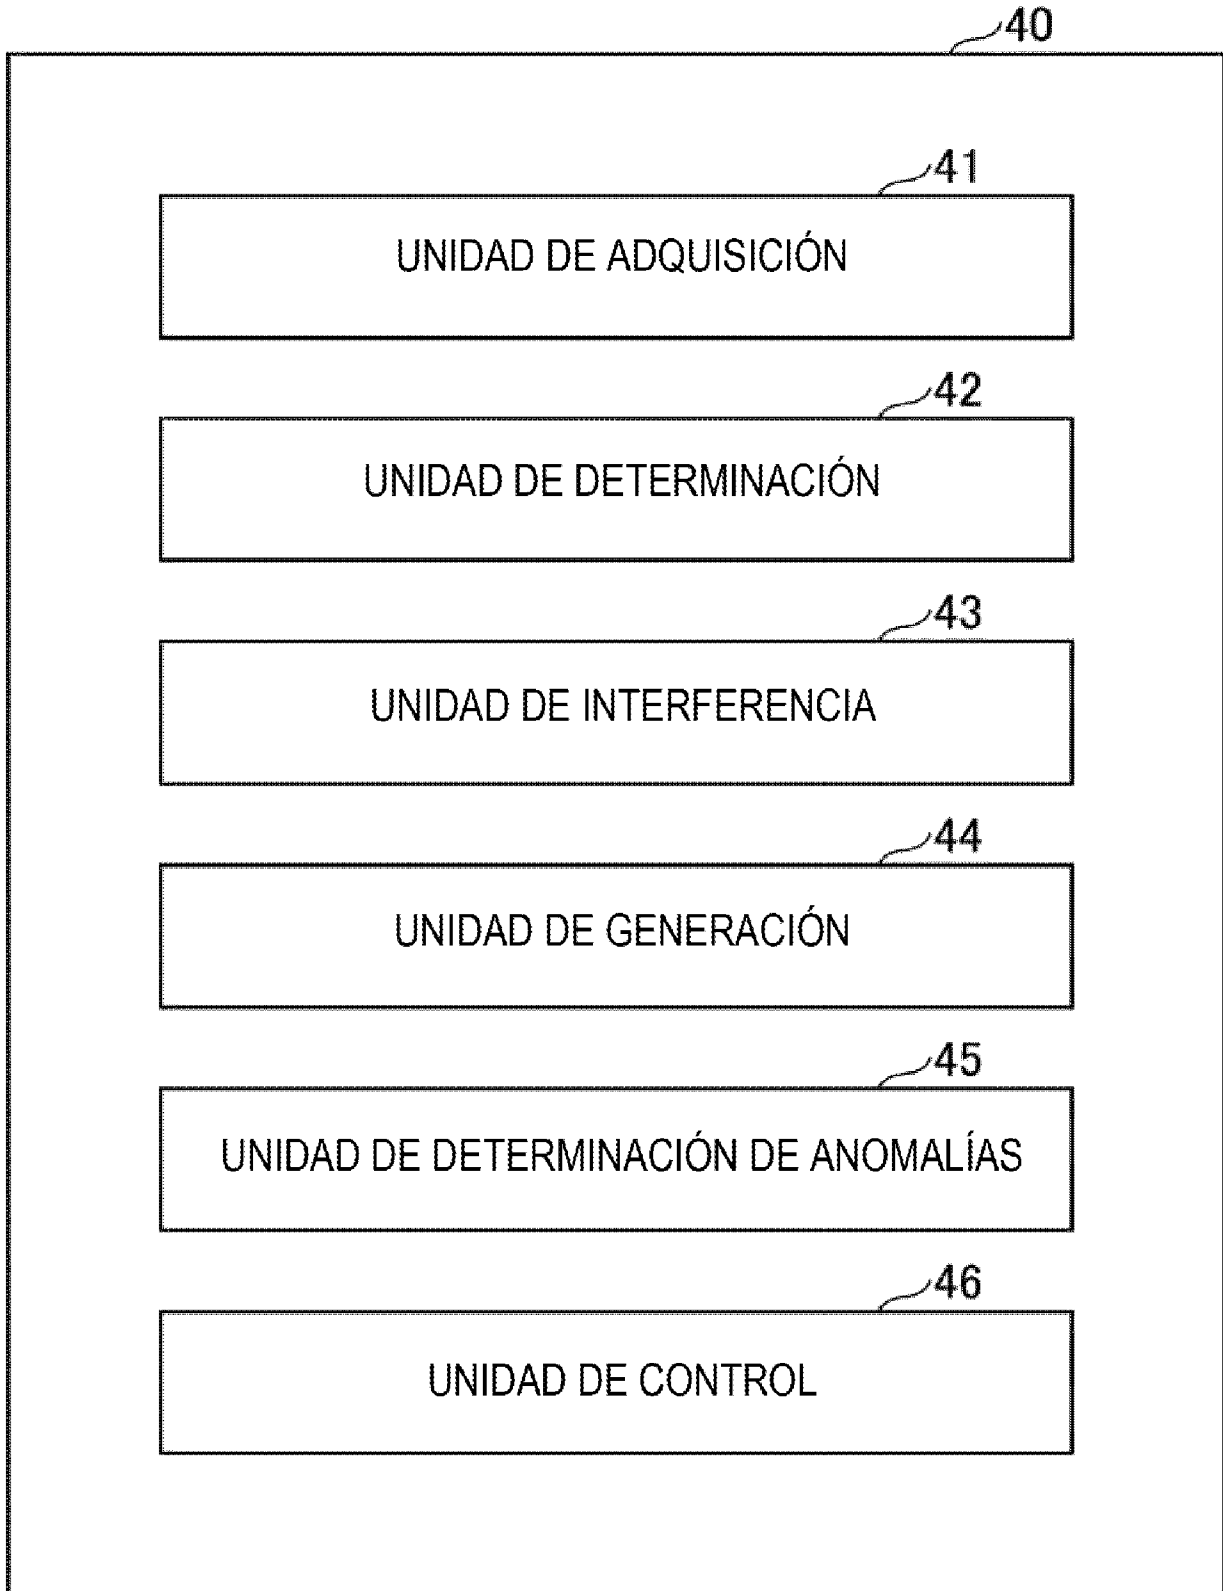 40
41
UNIDAD DE ADQUISICIÓN
42
UNIDAD DE DETERMINACIÓN
43
UNIDAD DE INTERFERENCIA
44
UNIDAD DE GENERACIÓN
45
UNIDAD DE DETERMINACIÓN DE ANOMALÍAS
46
UNIDAD DE CONTROL